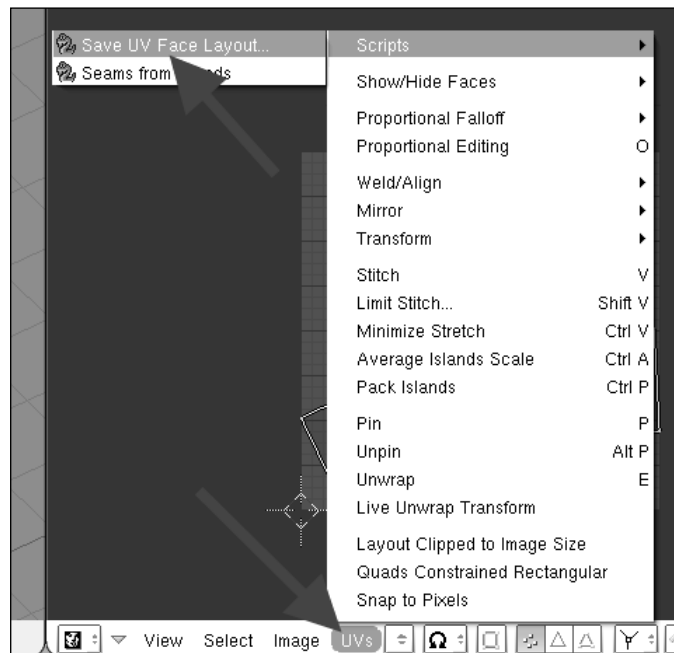 Save UV Face Layout...
Seams from
Scripts
Show/Hide Faces
Proportional Falloff
Proportional Editing O
Weld/Align
Mirror
Transform
Stitch V
Limit Stitch... Shift V
Minimize Stretch Ctrl V
Average Islands Scale Ctrl A
Pack Islands Ctrl P
Pin P
Unpin Alt P
Unwrap E
Live Unwrap Transform
Layout Clipped to Image Size
Quads Constrained Rectangular
Snap to Pixels
View Select Image UVs